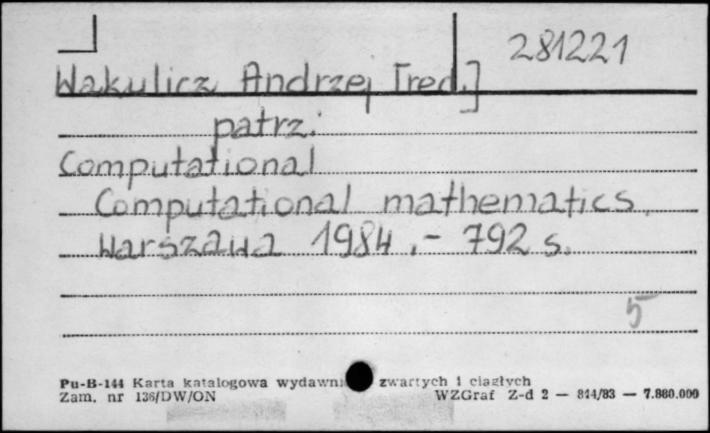 281221
Wakulicz Andrzej [red.]
patrz:
Computational
Computational mathematics.
Warszawa 1984 .- 792 s.
5
Pu-B-144 Karta katalogowa wydawni zwartych i ciągłych
Zam. nr 136/DW/ON WZGraf Z-d 2 — 814/83 — 7.880.000